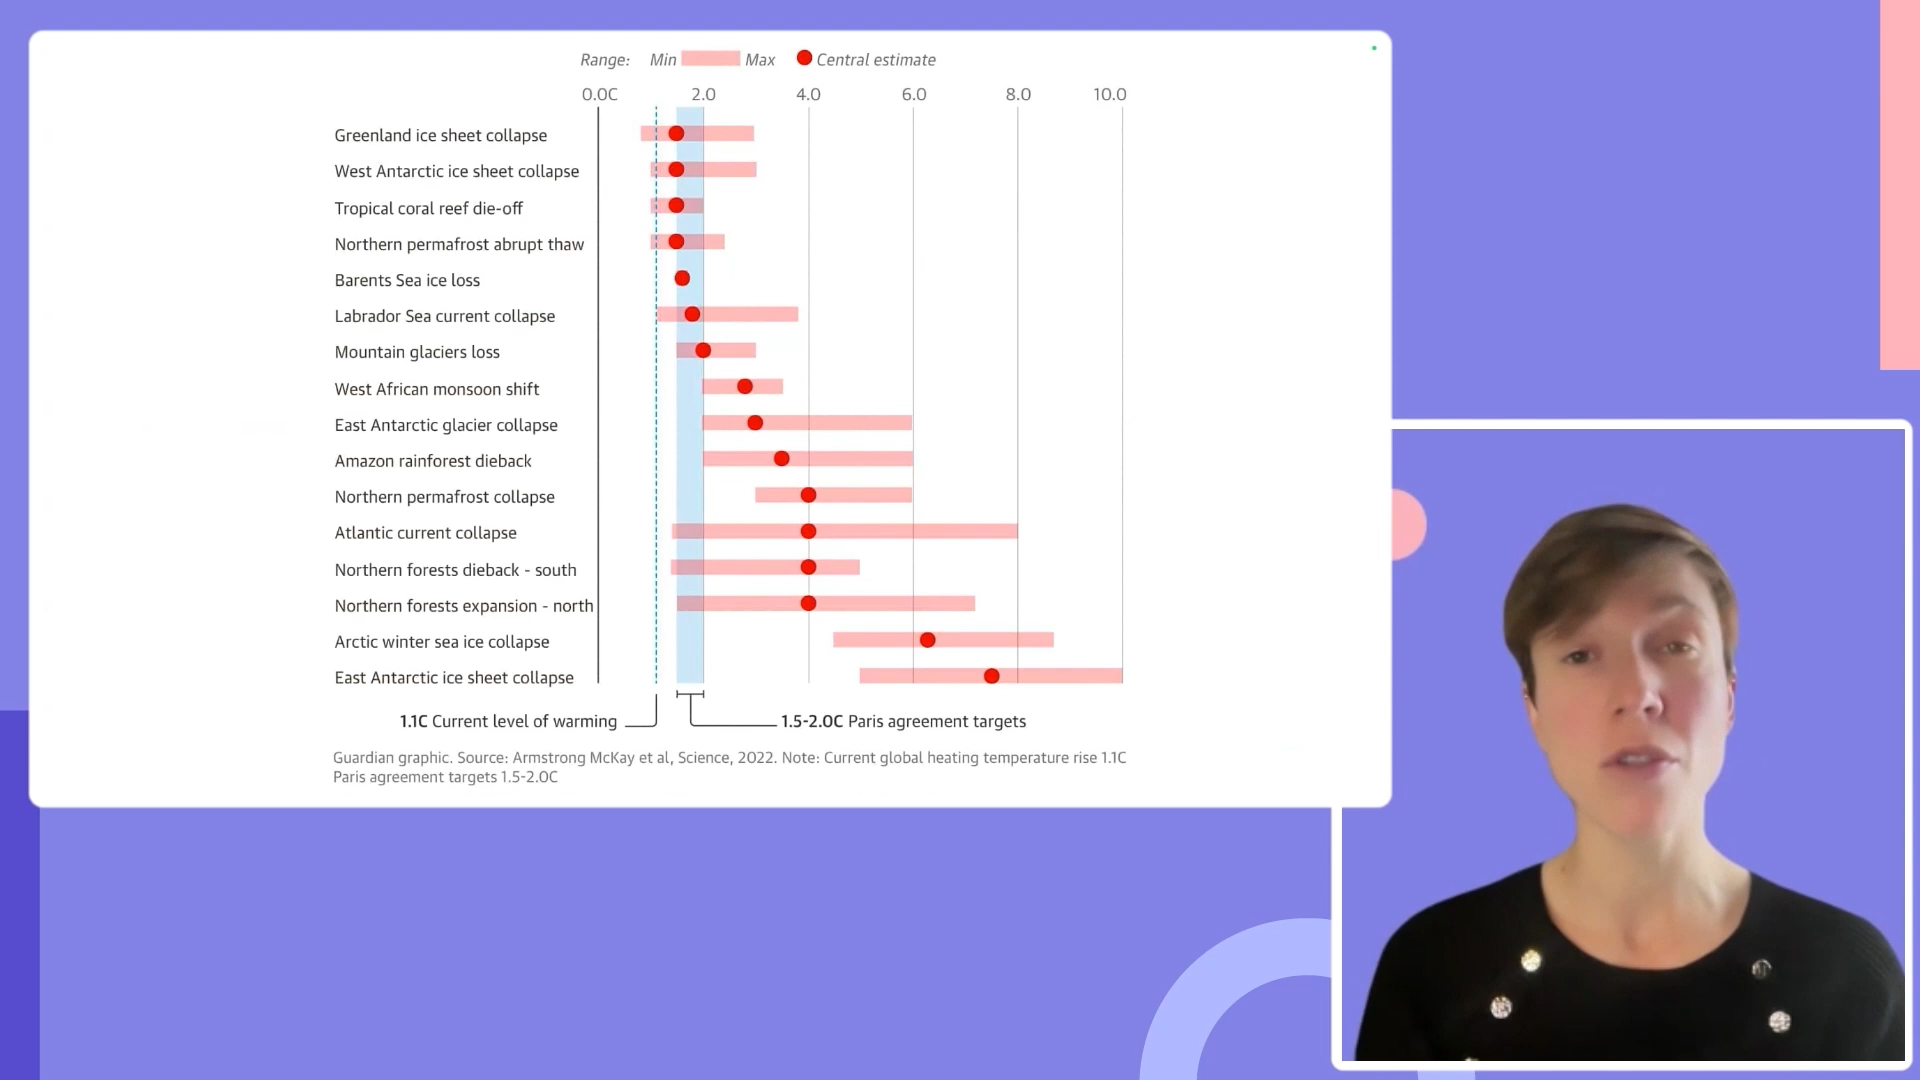 Range: Min Max Central estimate
0.0C 2.0 4.0 6.0 8.0 10.0
Greenland ice sheet collapse
West Antarctic ice sheet collapse
Tropical coral reef die-off
Northern permafrost abrupt thaw
Barents Sea ice loss
Labrador Sea current collapse
Mountain glaciers loss
West African monsoon shift
East Antarctic glacier collapse
Amazon rainforest dieback
Northern permafrost collapse
Atlantic current collapse
Northern forests dieback - south
Northern forests expansion - north
Arctic winter sea ice collapse
East Antarctic ice sheet collapse
1.1C Current level of warming 1.5-2.0C Paris agreement targets
Guardian graphic. Source: Armstrong McKay et al, Science, 2022. Note: Current global heating temperature rise 1.1C
Paris agreement targets 1.5-2.0C